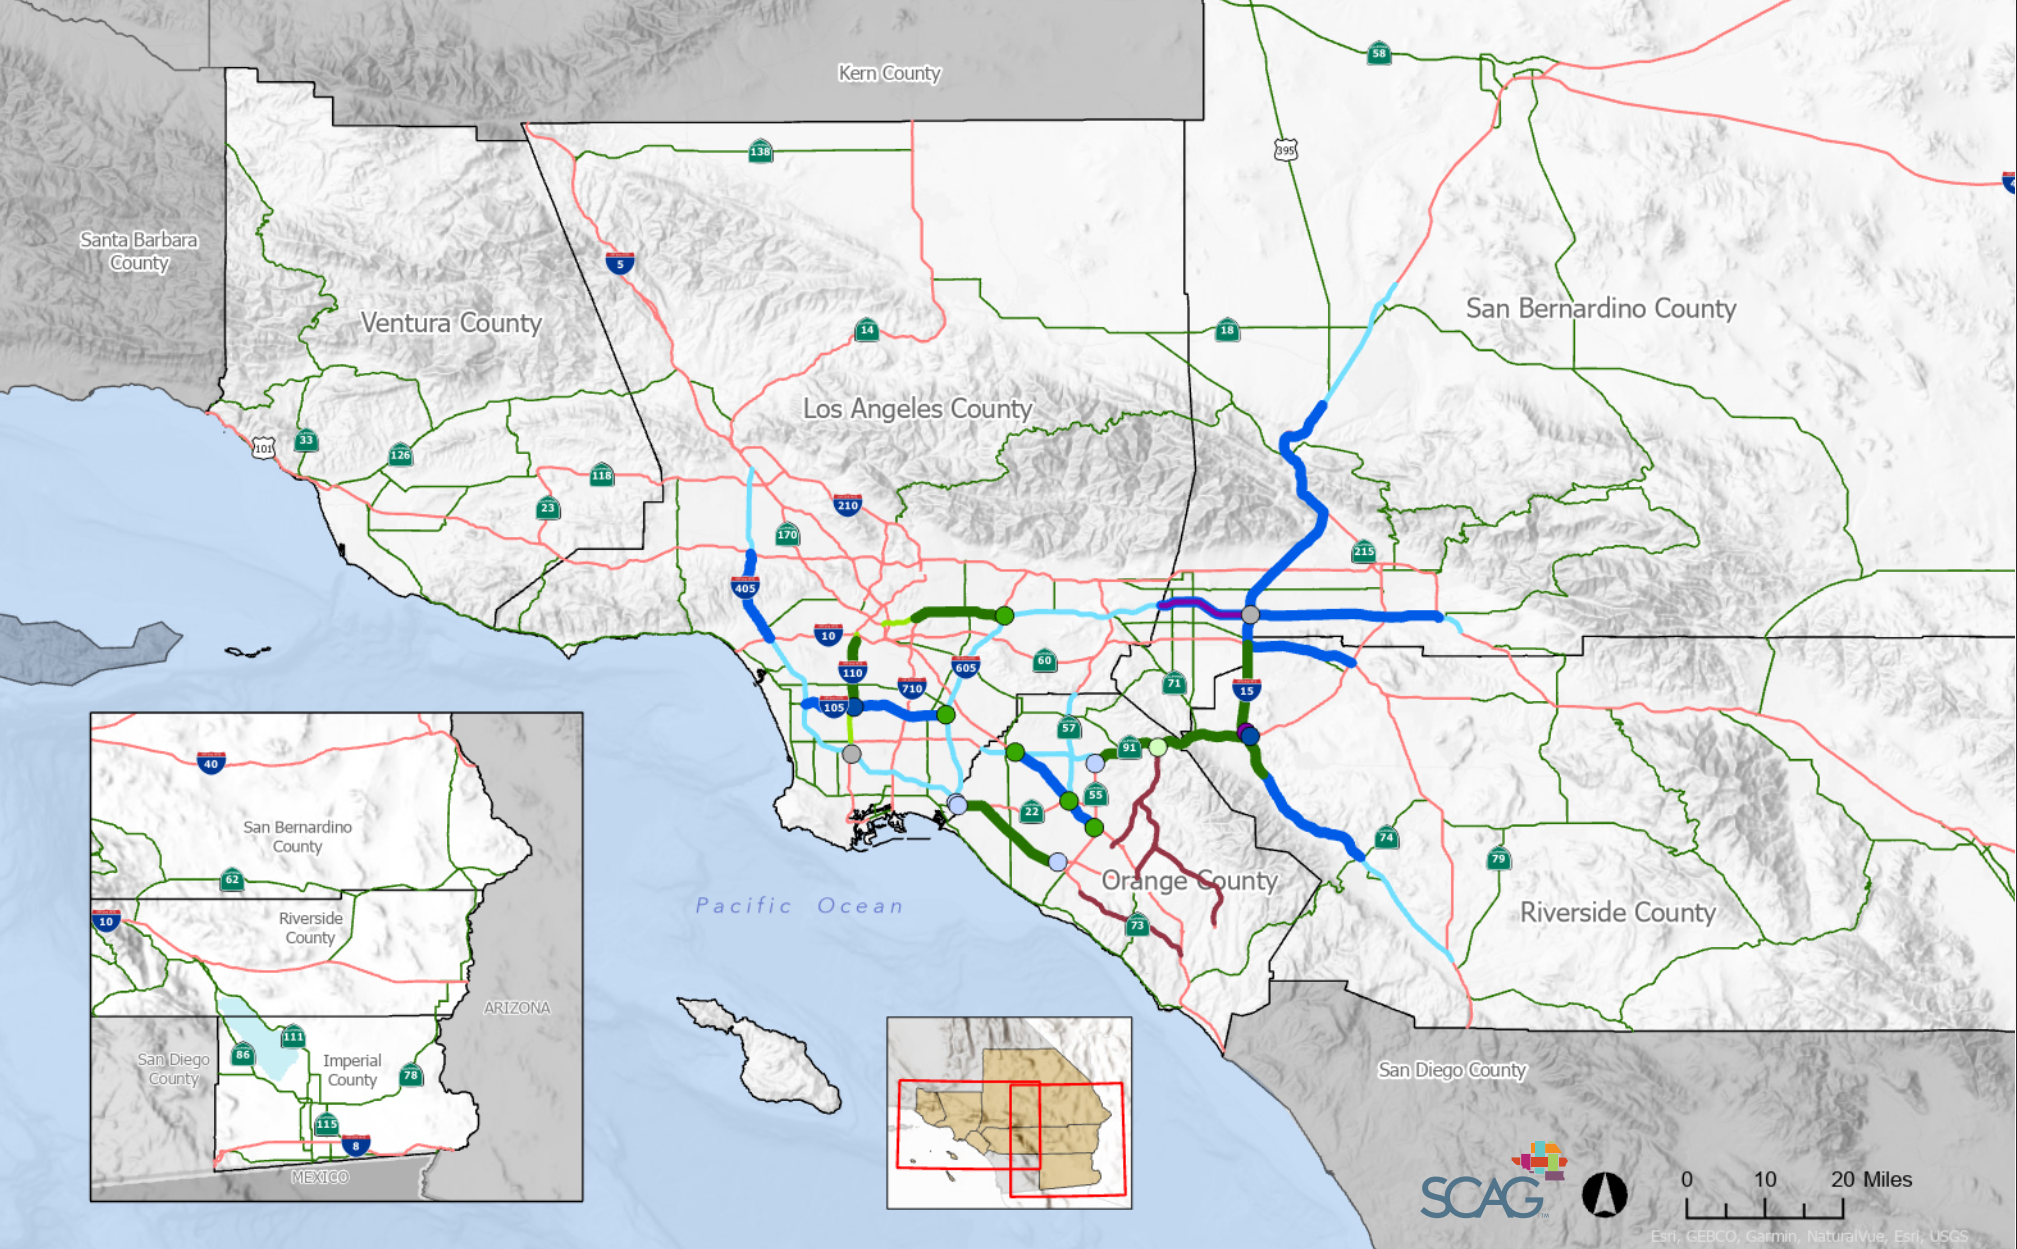 Kern County
58
395
138
4
Santa Barbara
County
5
San Bernardino County
Ventura County
14
18
Los Angeles County
33
101
126
118
23
210
170
215
405
10
110
605
60
71
105
710
15
57
91
55
22
74
79
Orange County
Riverside County
73
Pacific Ocean
40
San Bernardino
County
62
10
Riverside
County
ARIZONA
111
86
San Diego
County
Imperial
County
78
115
8
MEXICO
San Diego County
SCAG
TM
0 10 20 Miles
Esri, GEBCO, Garmin, NaturalVue, Esri, USGS